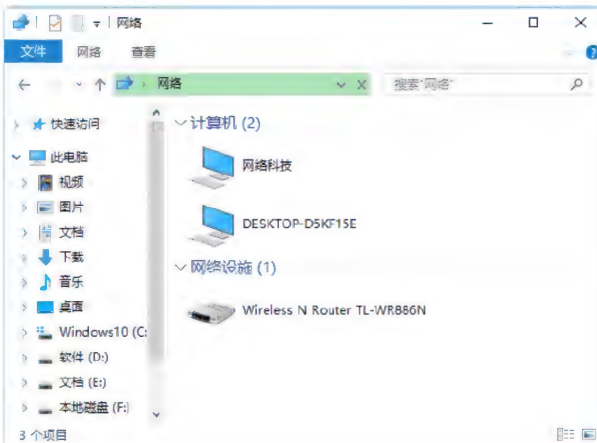 网络
文件 网络 查看
网络
搜索"网络"
快速访问
此电脑
视频
图片
文档
下载
音乐
桌面
Windows10 (C:
软件 (D:)
文档 (E:)
本地磁盘 (F:)
计算机 (2)
网络科技
DESKTOP-D5KF15E
网络设施 (1)
Wireless N Router TL-WR886N
3 个项目